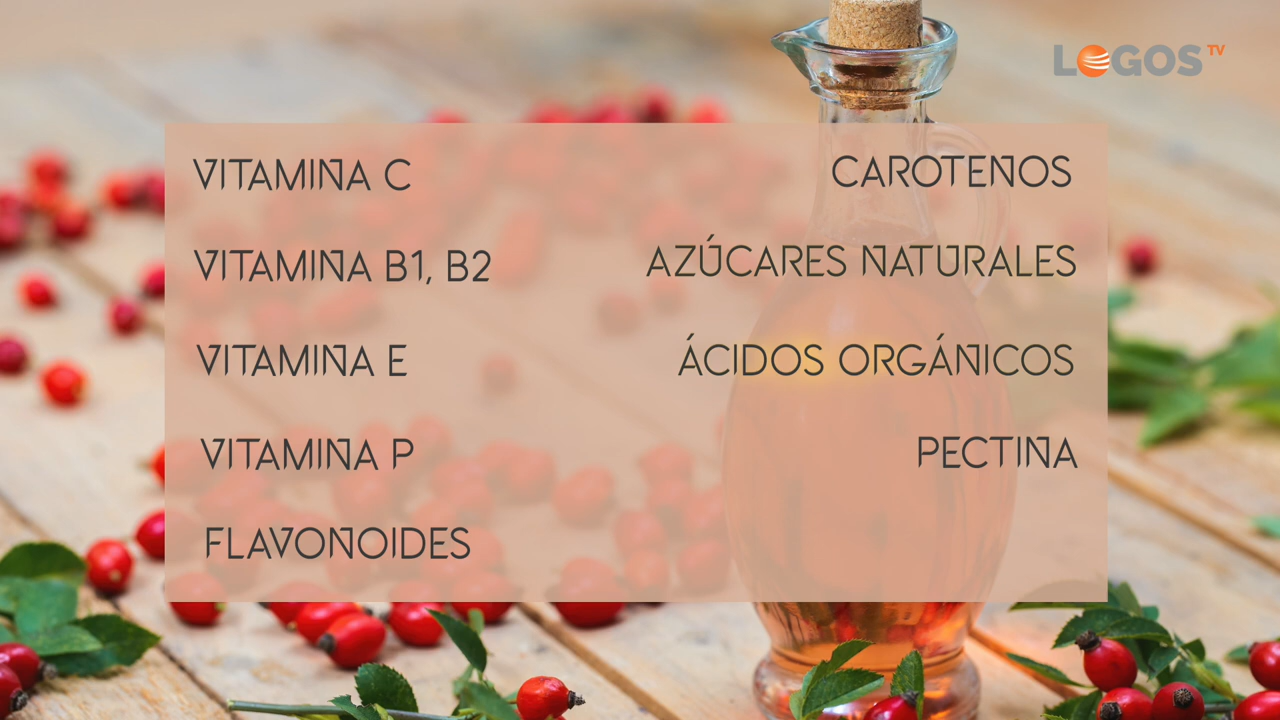 LOGOS TV
VITAMINA C
VITAMINA B1, B2
VITAMINA E
VITAMINA P
FLAVONOIDES
CAROTENOS
AZÚCARES NATURALES
ÁCIDOS ORGÁNICOS
PECTINA